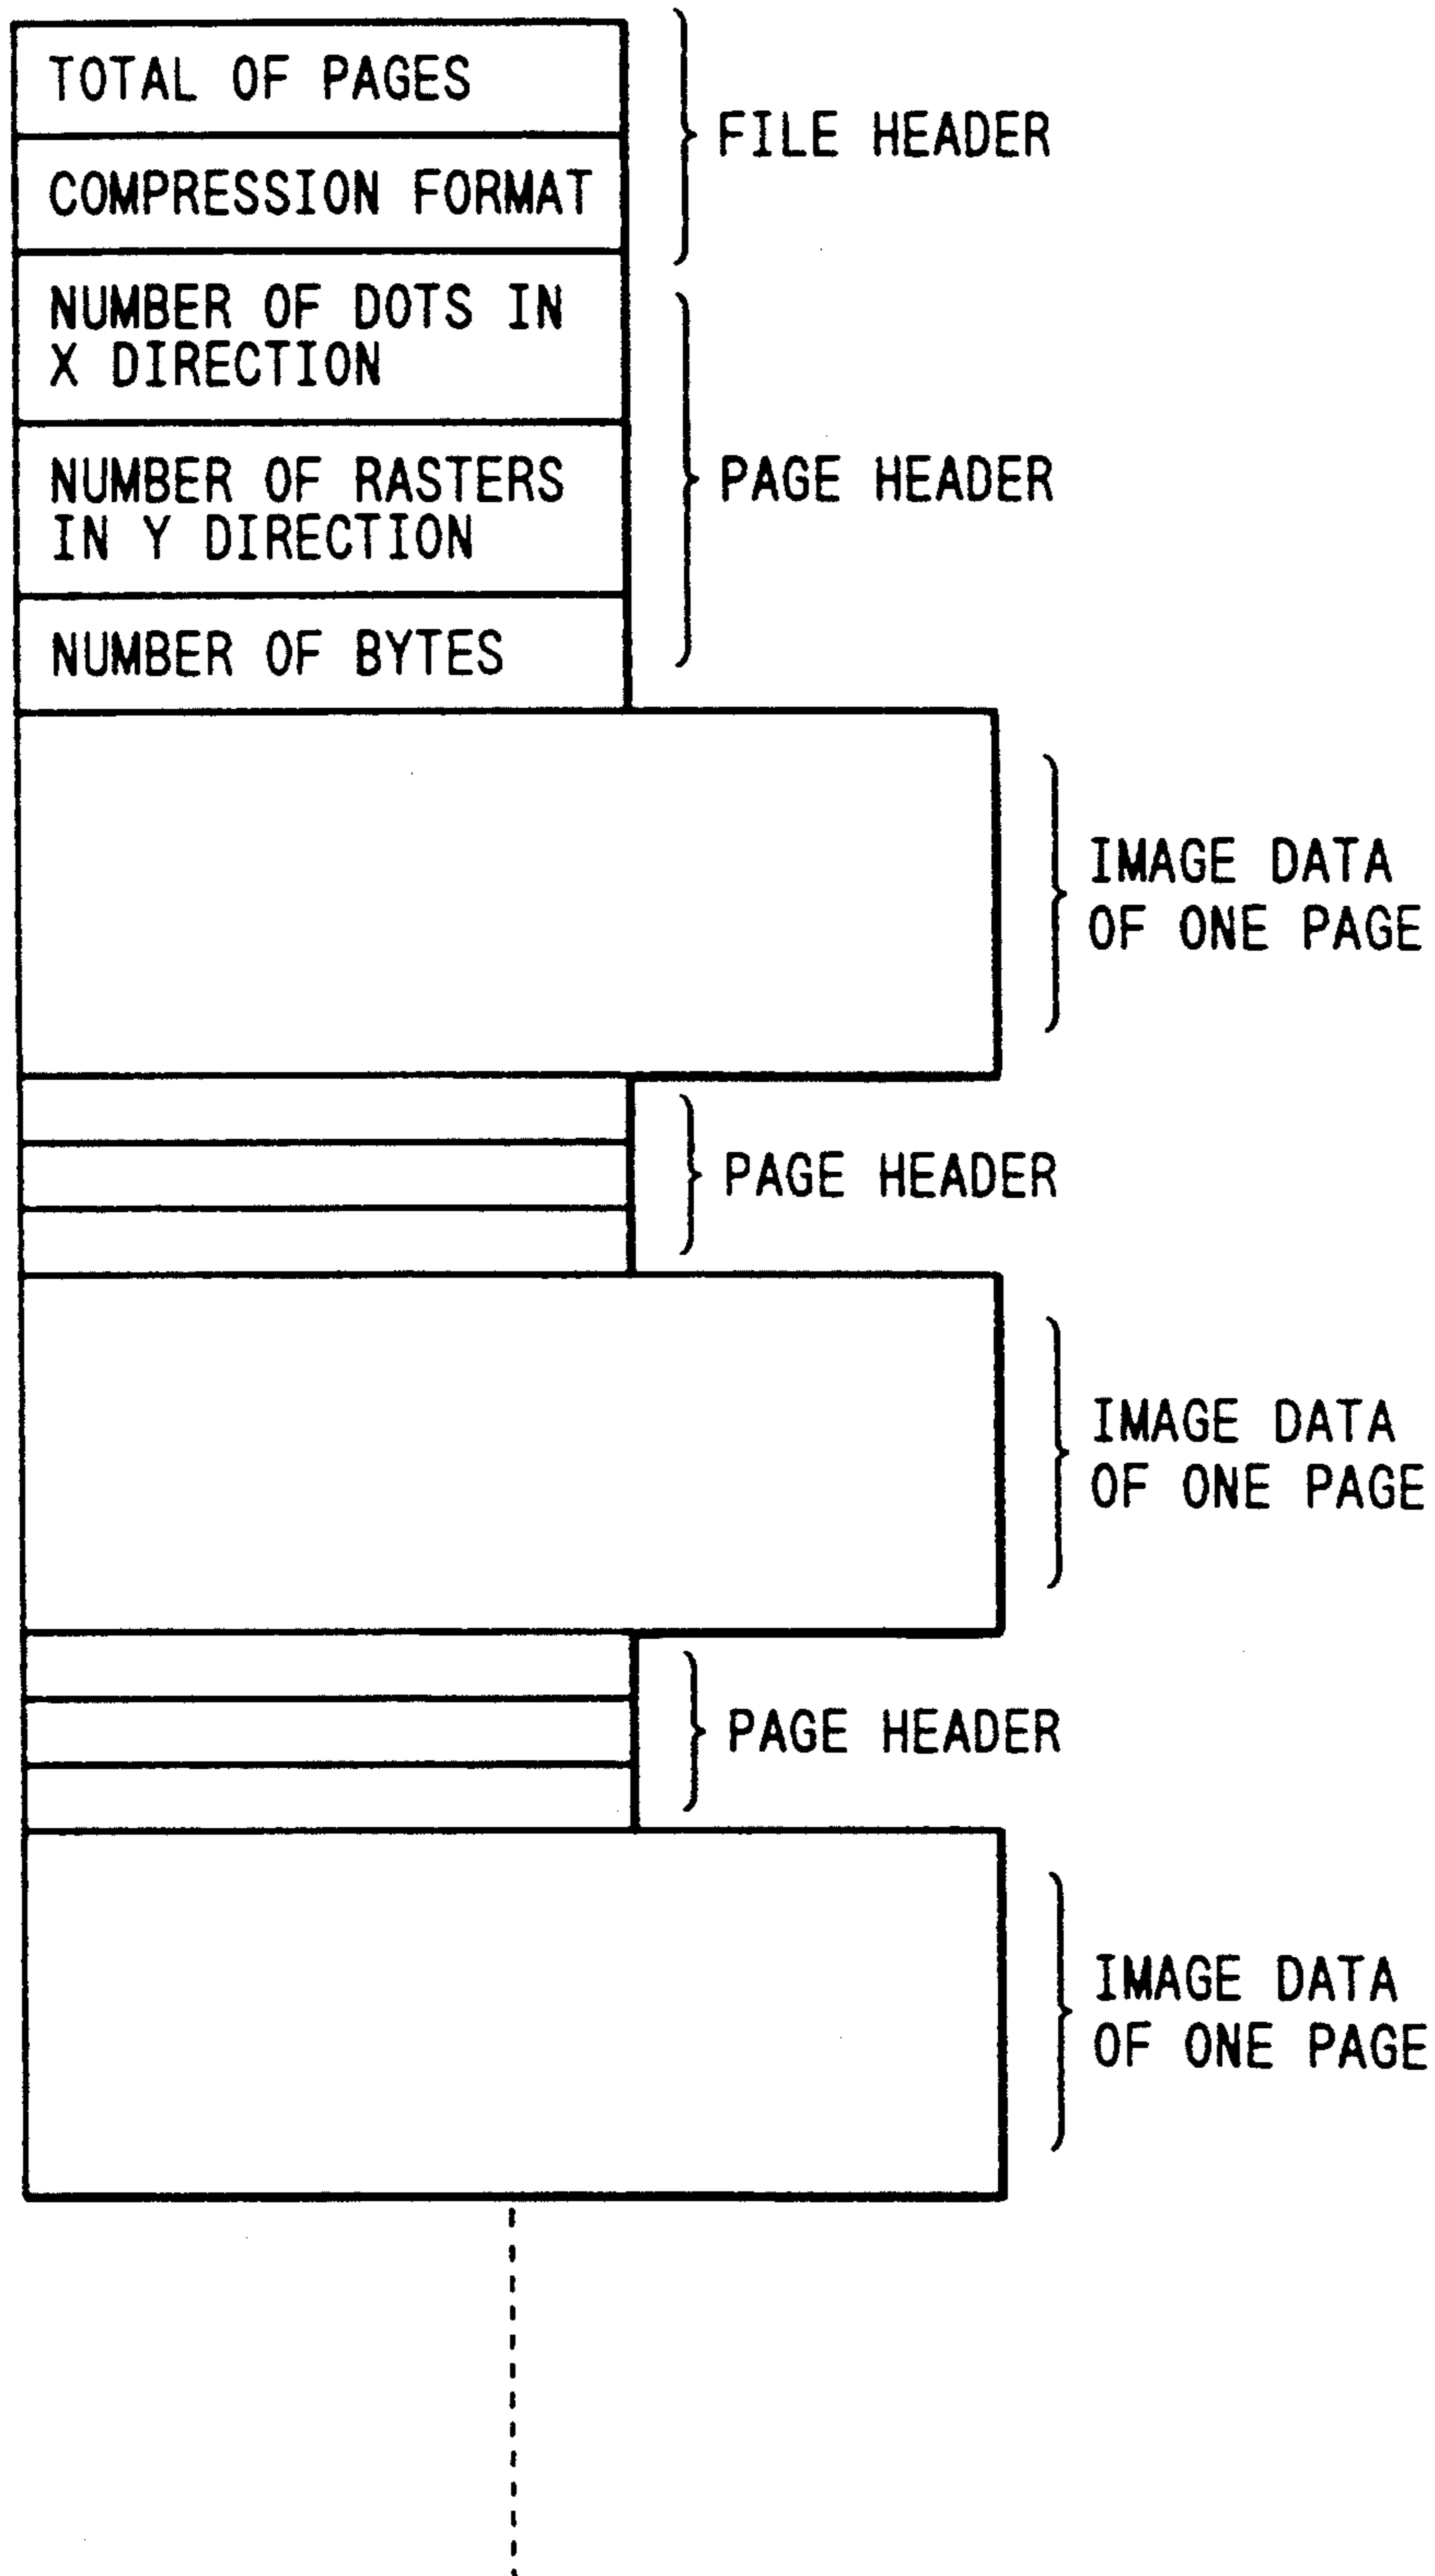 TOTAL OF PAGES
COMPRESSION FORMAT
FILE HEADER
NUMBER OF DOTS IN
X DIRECTION
NUMBER OF RASTERS
IN Y DIRECTION
NUMBER OF BYTES
PAGE HEADER
IMAGE DATA
OF ONE PAGE
PAGE HEADER
IMAGE DATA
OF ONE PAGE
PAGE HEADER
IMAGE DATA
OF ONE PAGE